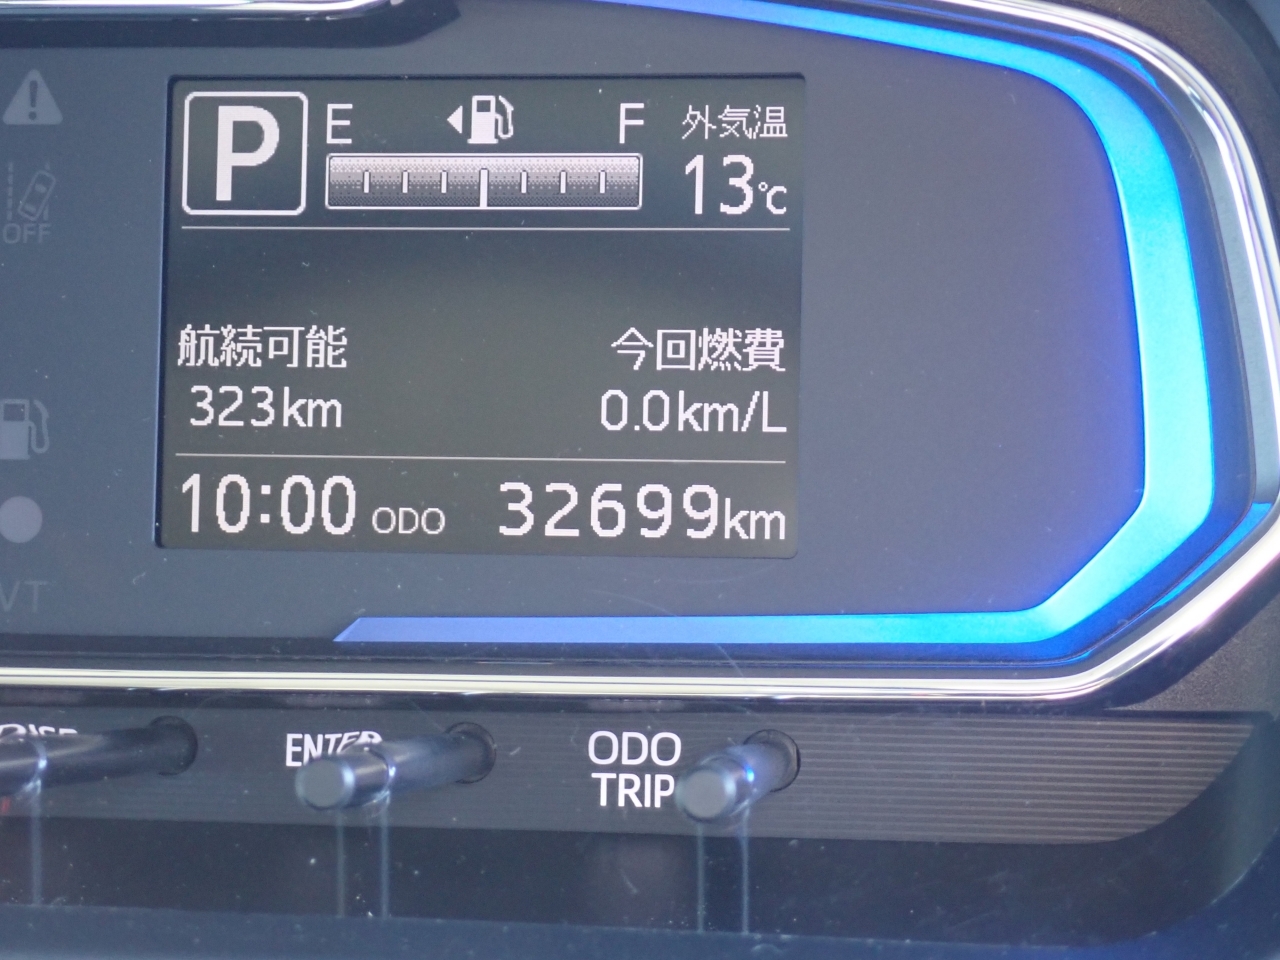 P E F 外気温
13℃
OFF
航続可能 今回燃費
323km 0.0km/L
10:00 ODO 32699km
ENTER ODO
TRIP